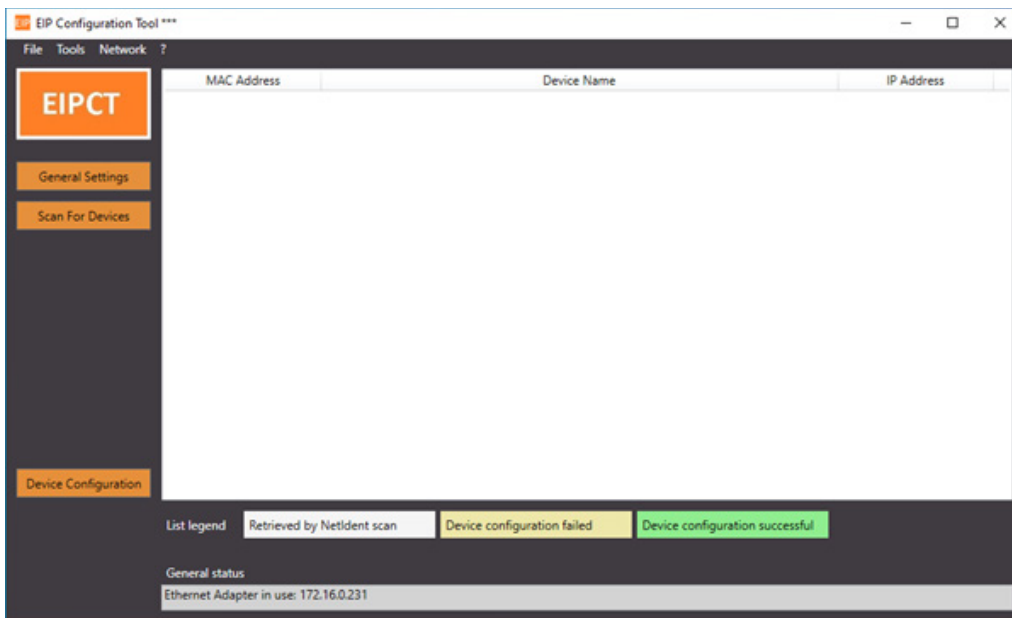 EIP EIP Configuration Tool ***
File Tools Network ?
EIPCT
MAC Address Device Name IP Address
General Settings
Scan For Devices
Device Configuration
List legend Retrieved by NetIdent scan Device configuration failed Device configuration successful
General status
Ethernet Adapter in use: 172.16.0.231